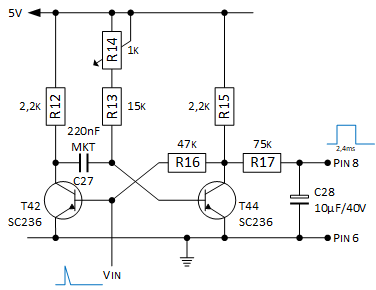 5V
R14
1K
R12
2,2K
R13
15K
R15
2,2K
220nF
MKT
C27
47K
R16
75K
R17
2,4ms
PIN 8
T42
SC236
T44
SC236
C28
10µF/40V
PIN 6
VIN